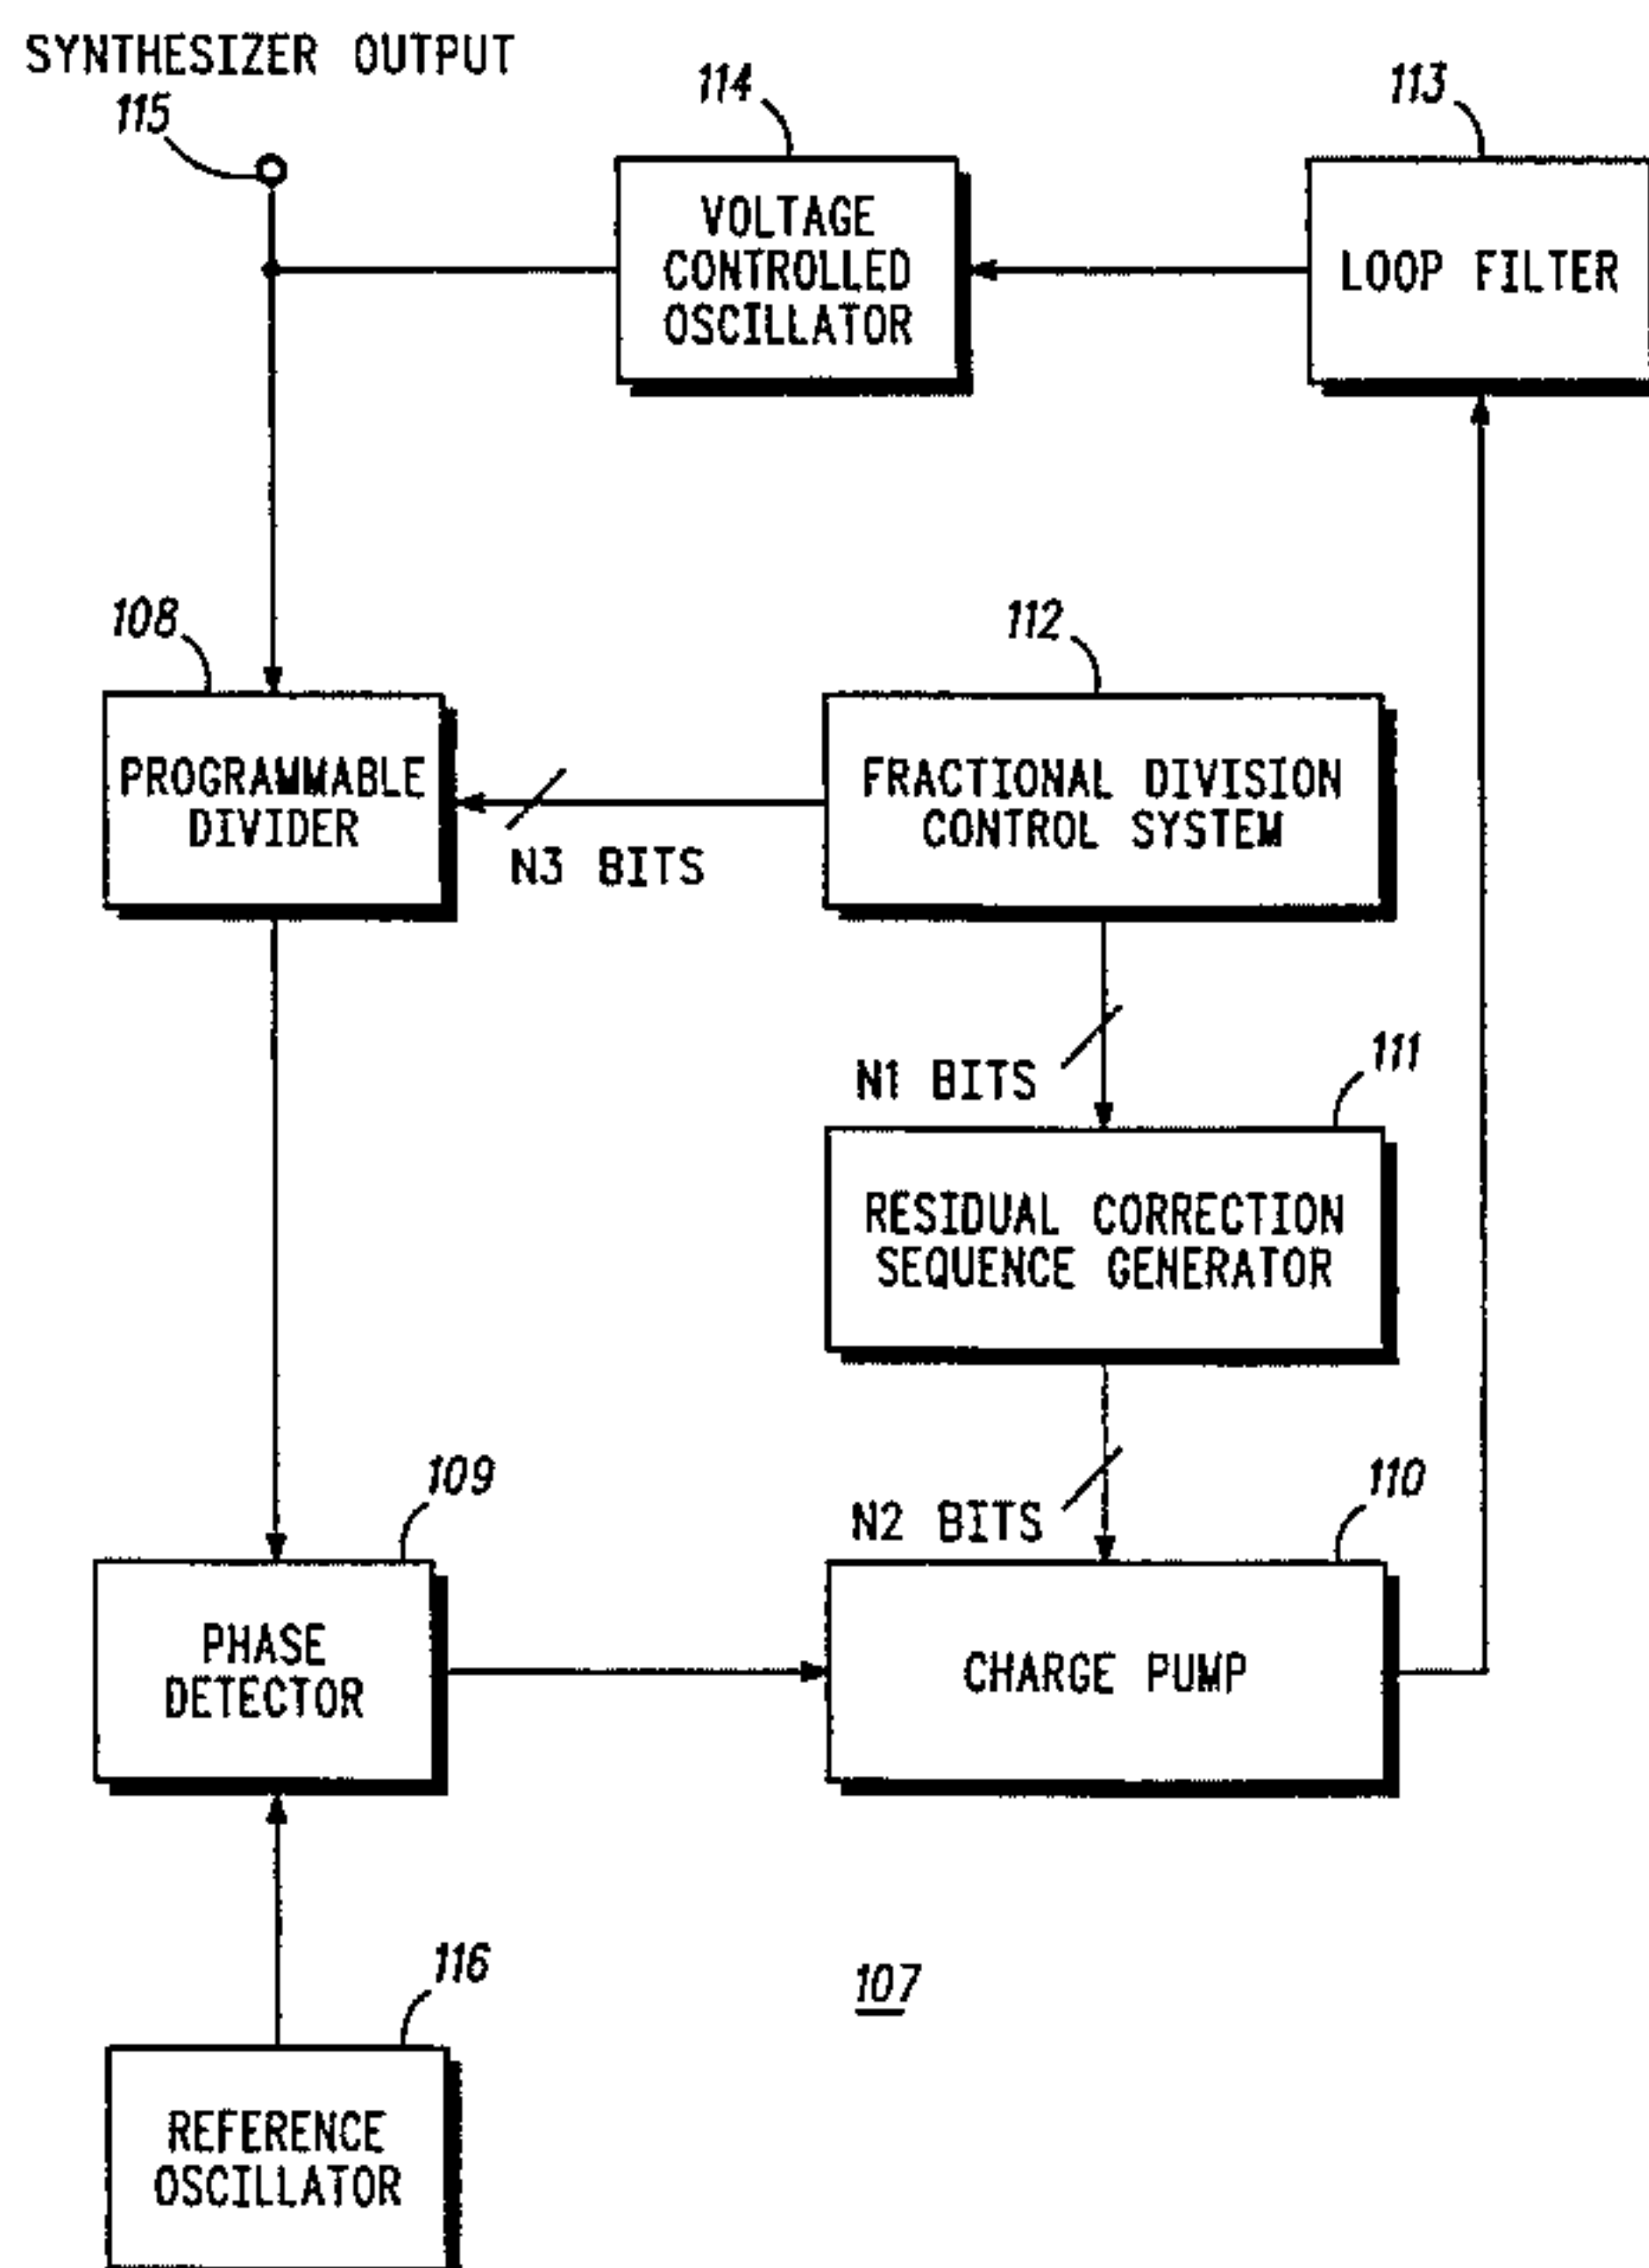 SYNTHESIZER OUTPUT
115
114
113
VOLTAGE
CONTROLLED
OSCILLATOR
LOOP FILTER
108
112
PROGRAMMABLE
DIVIDER
N3 BITS
FRACTIONAL DIVISION
CONTROL SYSTEM
N1 BITS
111
RESIDUAL CORRECTION
SEQUENCE GENERATOR
109
N2 BITS
110
PHASE
DETECTOR
CHARGE PUMP
116
107
REFERENCE
OSCILLATOR